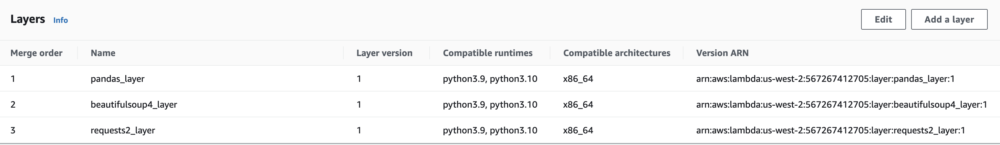 Layers Info Edit Add a layer
Merge order Name Layer version Compatible runtimes Compatible architectures Version ARN
1 pandas_layer 1 python3.9, python3.10 x86_64 arn:aws:lambda:us-west-2:567267412705:layer:pandas_layer:1
2 beautifulsoup4_layer 1 python3.9, python3.10 x86_64 arn:aws:lambda:us-west-2:567267412705:layer:beautifulsoup4_layer:1
3 requests2_layer 1 python3.9, python3.10 x86_64 arn:aws:lambda:us-west-2:567267412705:layer:requests2_layer:1